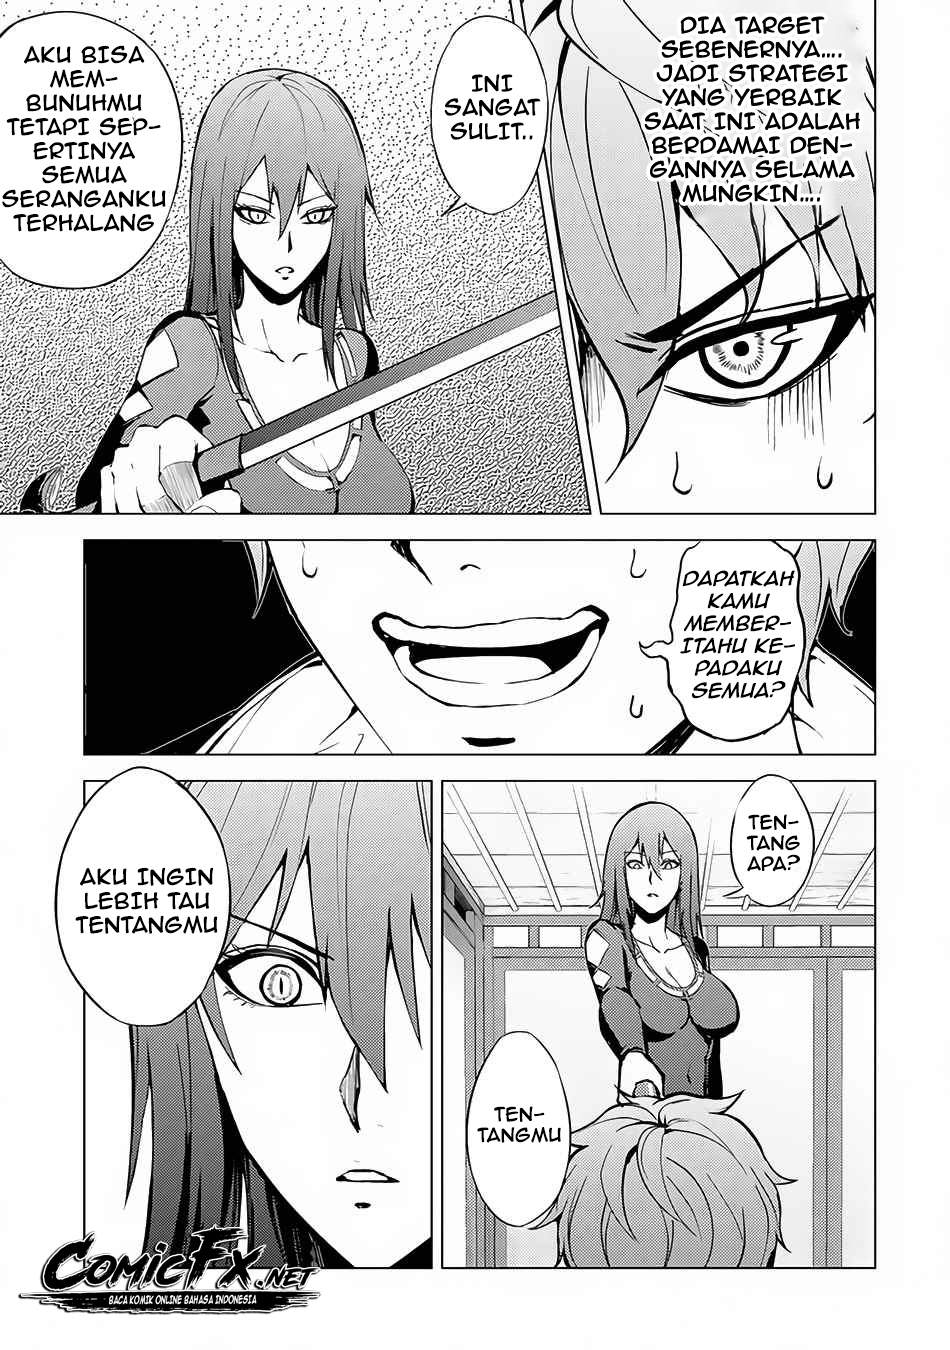 DIA TARGET
SEBENERNYA....
JADI STRATEGI
YANG YERBAIK
SAAT INI ADALAH
BERDAMAI DEN-
GANNYA SELAMA
MUNGKIN....
INI
SANGAT
SULIT..
AKU BISA
MEM-
BUNUHMU
TETAPI SEP-
ERTINYA
SEMUA
SERANGANKU
TERHALANG
DAPATKAH
KAMU
MEMBER-
ITAHU KE-
PADAKU
SEMUA?
TEN-
TANG
APA?
TEN-
TANGMU
AKU INGIN
LEBIH TAU
TENTANGMU
COMICFX.NET
BACA KOMIK ONLINE BAHASA INDONESIA